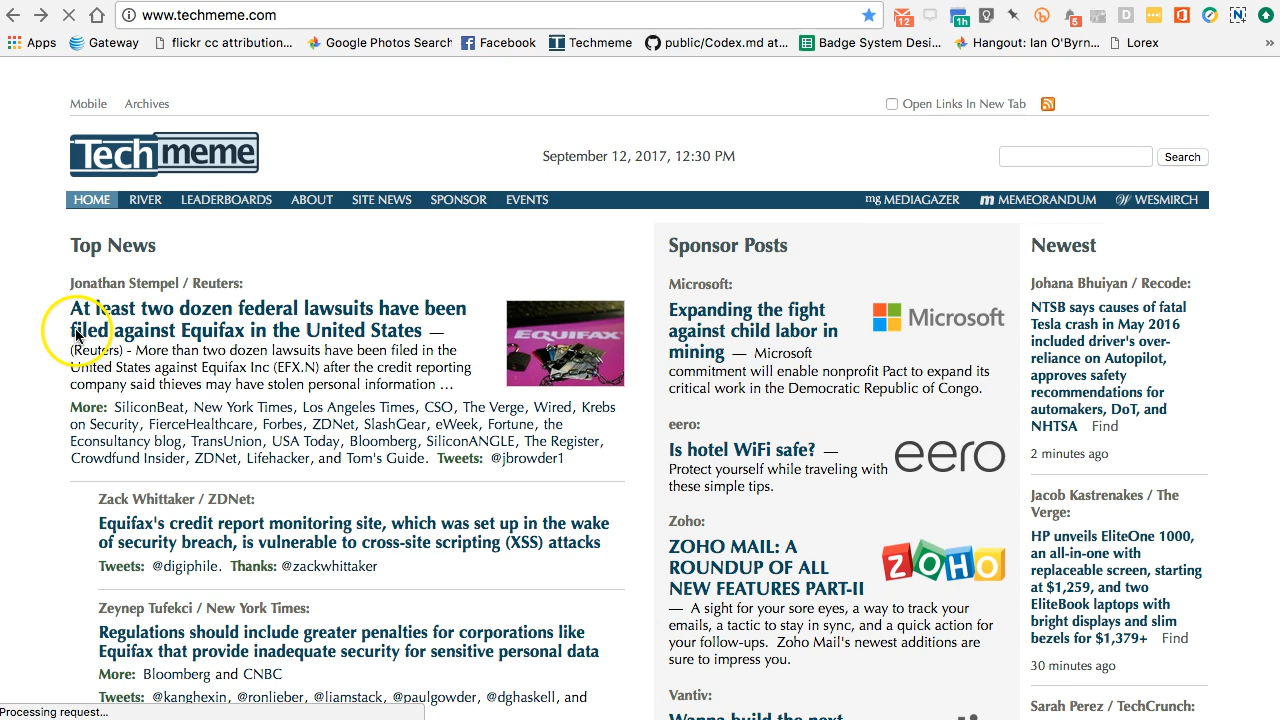 www.techmeme.com
12
1h
5
D
N
Apps
Gateway
flickr cc attribution...
Google Photos Search
Facebook
Techmeme
public/Codex.md at...
Badge System Desi...
Hangout: Ian O'Byrn...
Lorex
»
Mobile
Archives
Open Links In New Tab
Techmeme
September 12, 2017, 12:30 PM
Search
HOME
RIVER
LEADERBOARDS
ABOUT
SITE NEWS
SPONSOR
EVENTS
mg MEDIAGAZER
m MEMEORANDUM
W WESMIRCH
Top News
Jonathan Stempel / Reuters:
At least two dozen federal lawsuits have been
filed against Equifax in the United States —
(Reuters) - More than two dozen lawsuits have been filed in the
United States against Equifax Inc (EFX.N) after the credit reporting
company said thieves may have stolen personal information ...
EQUIFAX
More: SiliconBeat, New York Times, Los Angeles Times, CSO, The Verge, Wired, Krebs
on Security, FierceHealthcare, Forbes, ZDNet, SlashGear, eWeek, Fortune, the
Econsultancy blog, TransUnion, USA Today, Bloomberg, SiliconANGLE, The Register,
Crowdfund Insider, ZDNet, Lifehacker, and Tom's Guide. Tweets: @jbrowder1
Zack Whittaker / ZDNet:
Equifax's credit report monitoring site, which was set up in the wake
of security breach, is vulnerable to cross-site scripting (XSS) attacks
Tweets: @digiphile. Thanks: @zackwhittaker
Zeynep Tufekci / New York Times:
Regulations should include greater penalties for corporations like
Equifax that provide inadequate security for sensitive personal data
More: Bloomberg and CNBC
Tweets: @kanghexin, @ronlieber, @liamstack, @paulgowder, @dghaskell, and
Processing request...
Sponsor Posts
Microsoft:
Expanding the fight
against child labor in
mining — Microsoft
commitment will enable nonprofit Pact to expand its
critical work in the Democratic Republic of Congo.
Microsoft
eero:
Is hotel WiFi safe? —
Protect yourself while traveling with
these simple tips.
eero
Zoho:
ZOHO MAIL: A
ROUNDUP OF ALL
NEW FEATURES PART-II
— A sight for your sore eyes, a way to track your
emails, a tactic to stay in sync, and a quick action for
your follow-ups. Zoho Mail's newest additions are
sure to impress you.
ZOHO
Vantiv:
Wanna build the next
Newest
Johana Bhuiyan / Recode:
NTSB says causes of fatal
Tesla crash in May 2016
included driver's over-
reliance on Autopilot,
approves safety
recommendations for
automakers, DoT, and
NHTSA Find
2 minutes ago
Jacob Kastrenakes / The
Verge:
HP unveils EliteOne 1000,
an all-in-one with
replaceable screen, starting
at $1,259, and two
EliteBook laptops with
bright displays and slim
bezels for $1,379+ Find
30 minutes ago
Sarah Perez / TechCrunch: